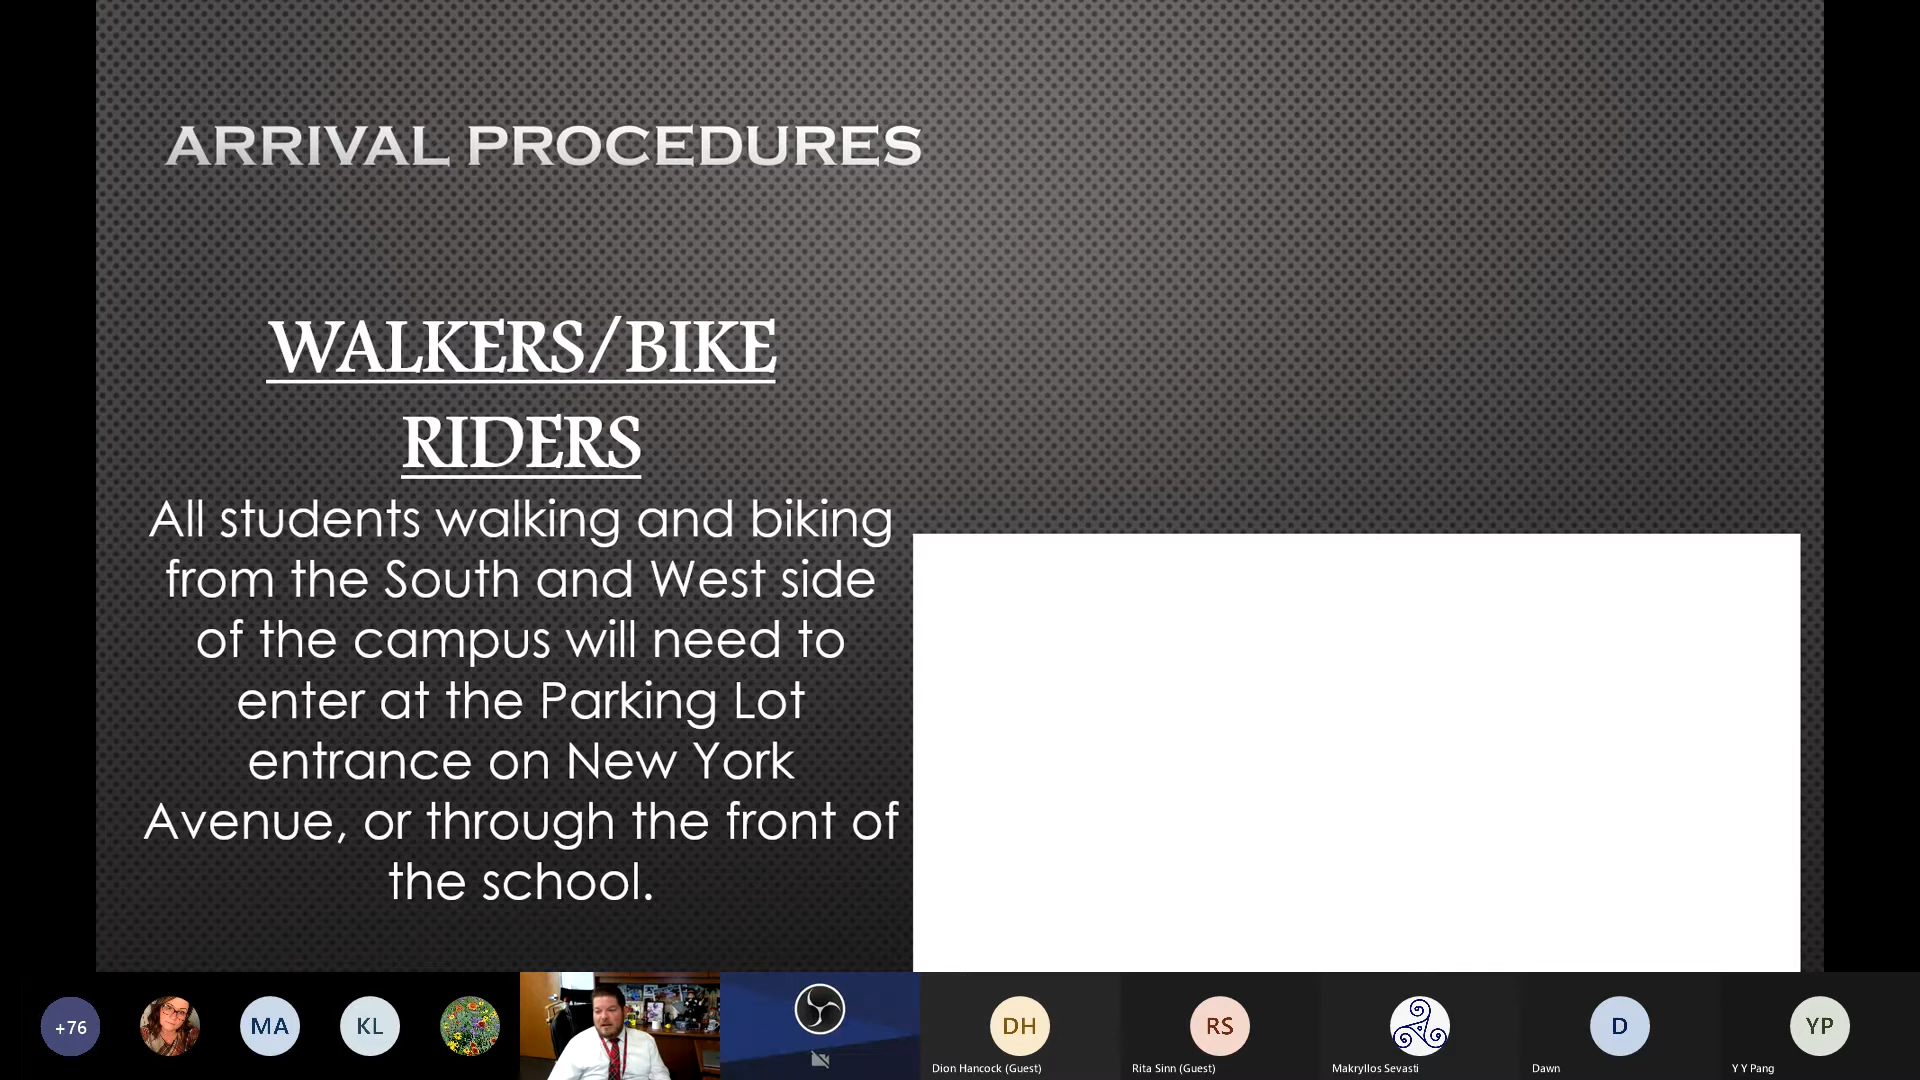 ARRIVAL PROCEDURES
WALKERS/BIKE
RIDERS
All students walking and biking
from the South and West side
of the campus will need to
enter at the Parking Lot
entrance on New York
Avenue, or through the front of
the school.
+76
MA
KL
DH
RS
D
YP
Dion Hancock (Guest)
Rita Sinn (Guest)
Makryllos Sevasti
Dawn
Y Y Pang